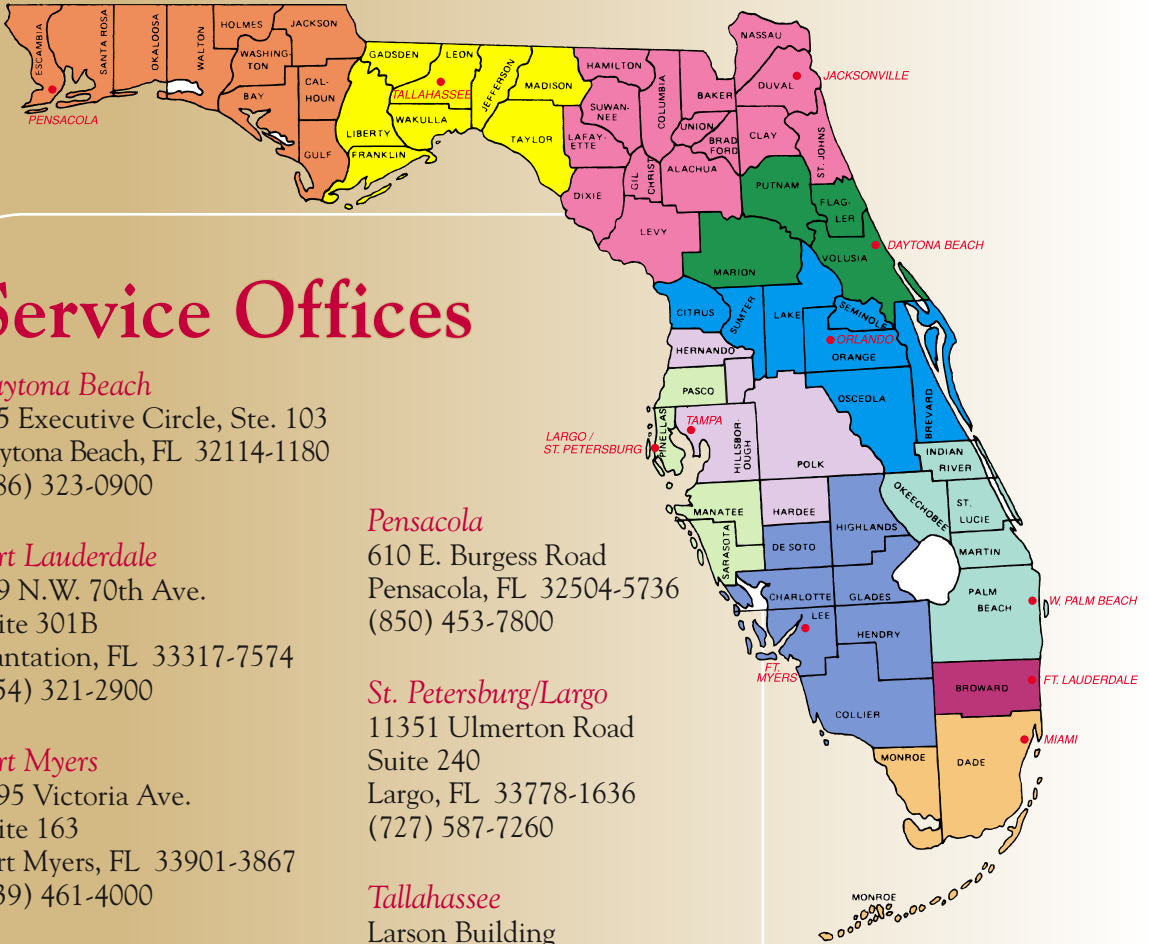 ESCAMBIA
SANTA ROSA
OKALOOSA
WALTON
HOLMES
JACKSON
WASHING-
TON
BAY
CAL-
HOUN
GULF
PENSACOLA
GADSDEN
LEON
JEFFERSON
MADISON
TALLAHASSEE
LIBERTY
WAKULLA
FRANKLIN
TAYLOR
HAMILTON
SUWAN-
NEE
LAFAY-
ETTE
COLUMBIA
BAKER
NASSAU
DUVAL
JACKSONVILLE
UNION
BRAD
FORD
CLAY
ST. JOHNS
DIXIE
GIL
CHRIST
ALACHUA
LEVY
PUTNAM
FLAG-
LER
MARION
VOLUSIA
DAYTONA BEACH
CITRUS
SUMTER
LAKE
SEMINOLE
ORLANDO
ORANGE
HERNANDO
PASCO
OSCEOLA
BREVARD
PINELLAS
TAMPA
HILLSBOR-
OUGH
LARGO /
ST. PETERSBURG
POLK
INDIAN
RIVER
MANATEE
HARDEE
HIGHLANDS
OKEECHOBEE
ST.
LUCIE
SARASOTA
DE SOTO
MARTIN
CHARLOTTE
GLADES
PALM
BEACH
W. PALM BEACH
LEE
HENDRY
FT.
MYERS
BROWARD
FT. LAUDERDALE
COLLIER
MIAMI
MONROE
DADE
MONROE
Service Offices
aytona Beach
5 Executive Circle, Ste. 103
ytona Beach, FL 32114-1180
86) 323-0900
rt Lauderdale
9 N.W. 70th Ave.
ite 301B
antation, FL 33317-7574
54) 321-2900
rt Myers
95 Victoria Ave.
ite 163
rt Myers, FL 33901-3867
39) 461-4000
Pensacola
610 E. Burgess Road
Pensacola, FL 32504-5736
(850) 453-7800
St. Petersburg/Largo
11351 Ulmerton Road
Suite 240
Largo, FL 33778-1636
(727) 587-7260
Tallahassee
Larson Building